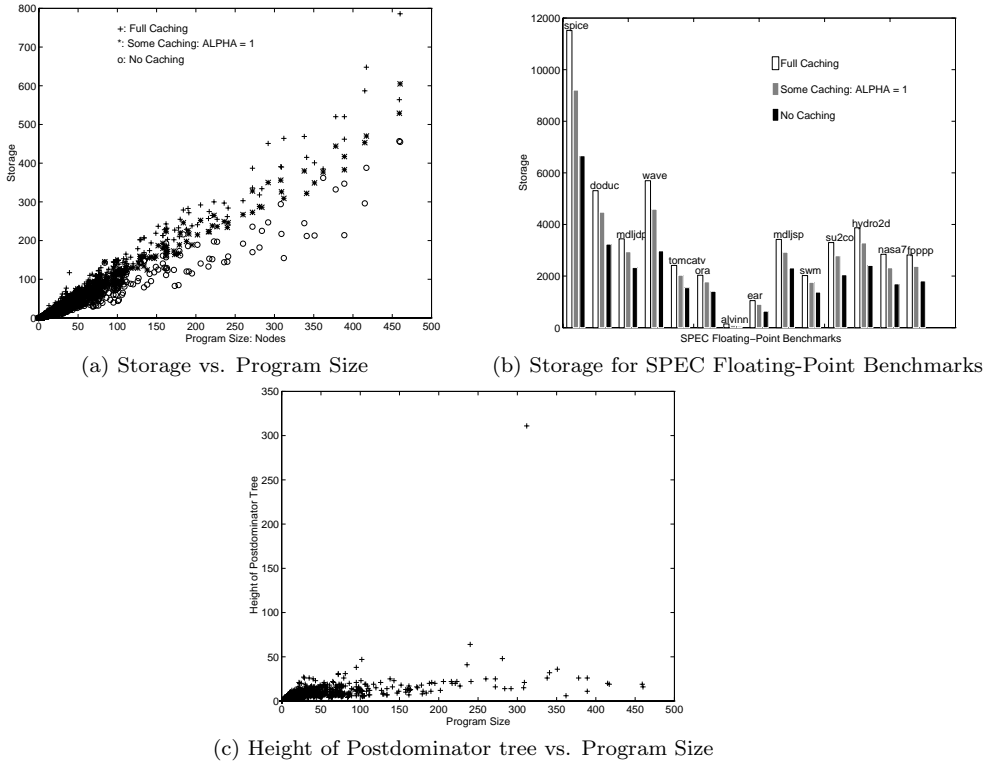 800
700
600
500
400
300
200
100
0
Storage
+: Full Caching
*: Some Caching: ALPHA = 1
o: No Caching
0 50 100 150 200 250 300 350 400 450 500
Program Size: Nodes
(a) Storage vs. Program Size
12000
10000
8000
6000
4000
2000
0
Storage
spice
doduc
mdljdp
wave
tomcatv
ora
alvinn
ear
mdljsp
swm
su2co
hydro2d
nasa7
fpppp
Full Caching
Some Caching: ALPHA = 1
No Caching
SPEC Floating–Point Benchmarks
(b) Storage for SPEC Floating-Point Benchmarks
350
300
250
200
150
100
50
0
Height of Postdominator Tree
0 50 100 150 200 250 300 350 400 450 500
Program Size
(c) Height of Postdominator tree vs. Program Size